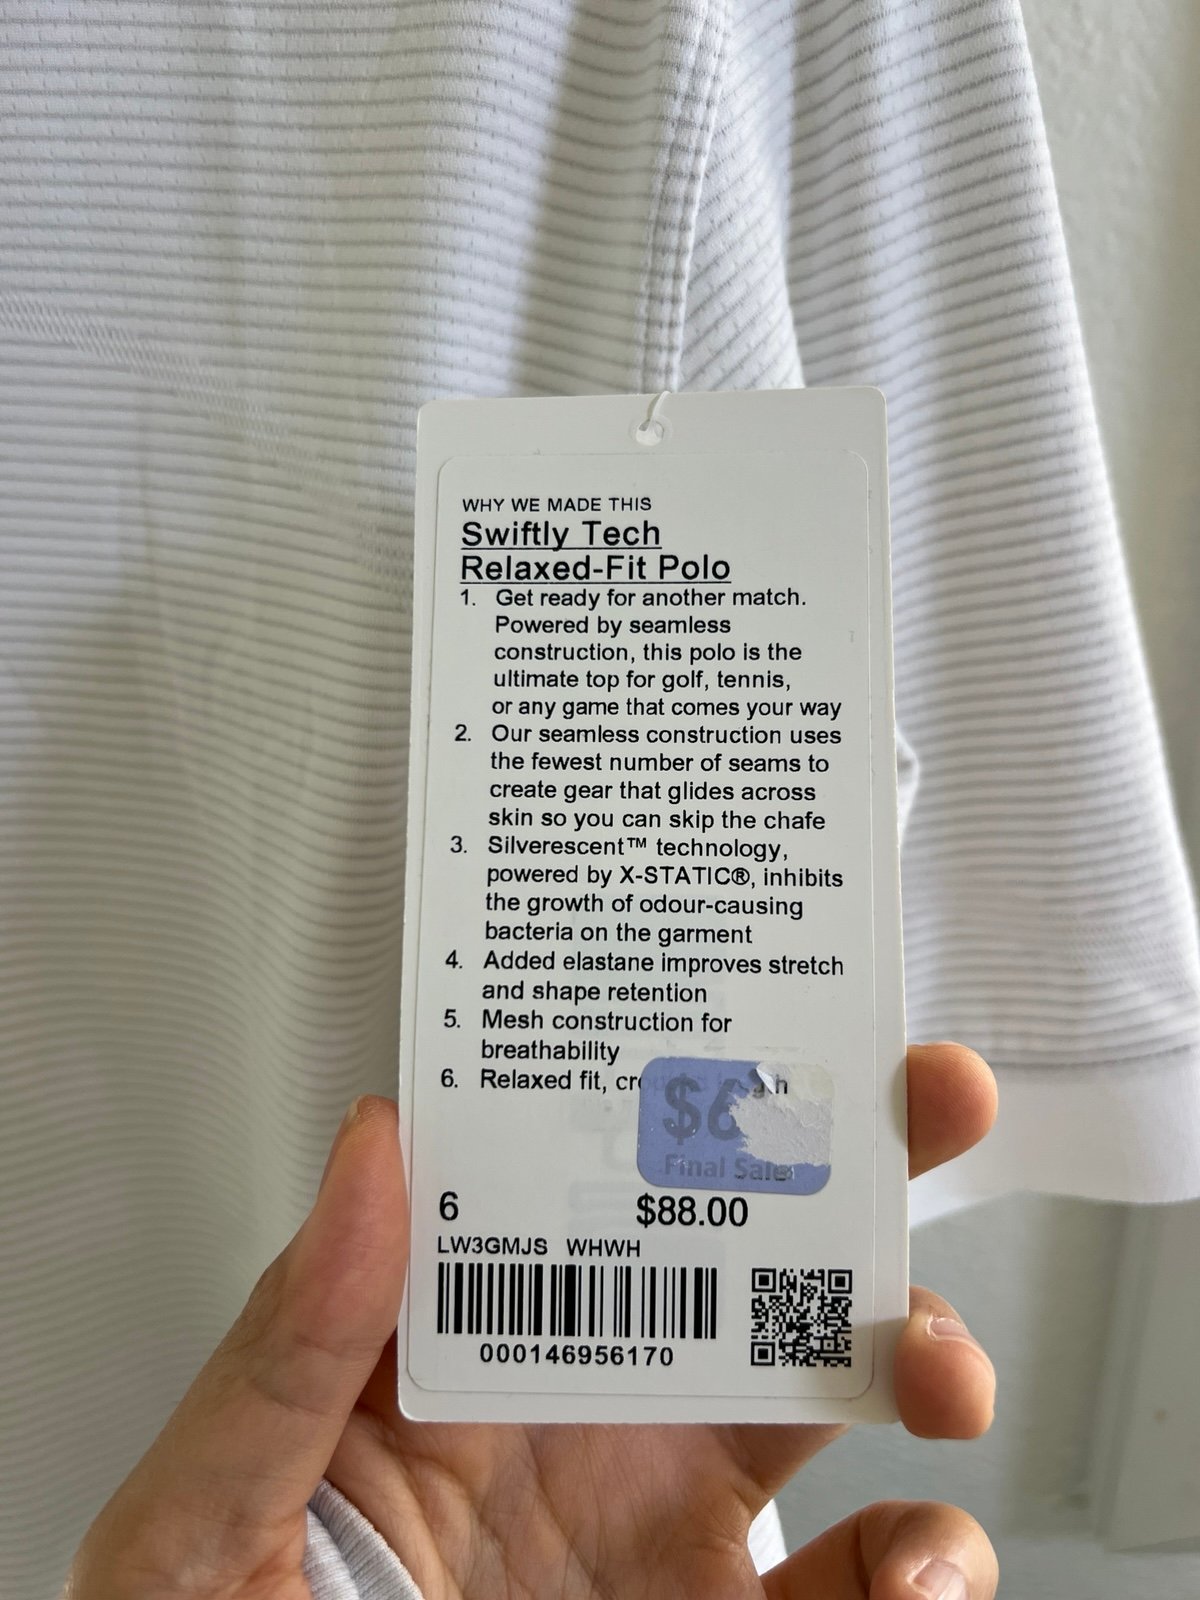 WHY WE MADE THIS
Swiftly Tech
Relaxed-Fit Polo
1. Get ready for another match.
Powered by seamless
construction, this polo is the
ultimate top for golf, tennis,
or any game that comes your way
2. Our seamless construction uses
the fewest number of seams to
create gear that glides across
skin so you can skip the chafe
3. Silverescent™ technology,
powered by X-STATIC®, inhibits
the growth of odour-causing
bacteria on the garment
4. Added elastane improves stretch
and shape retention
5. Mesh construction for
breathability
6. Relaxed fit,
Final Sale
6 $88.00
LW3GMJS WHWH
000146956170